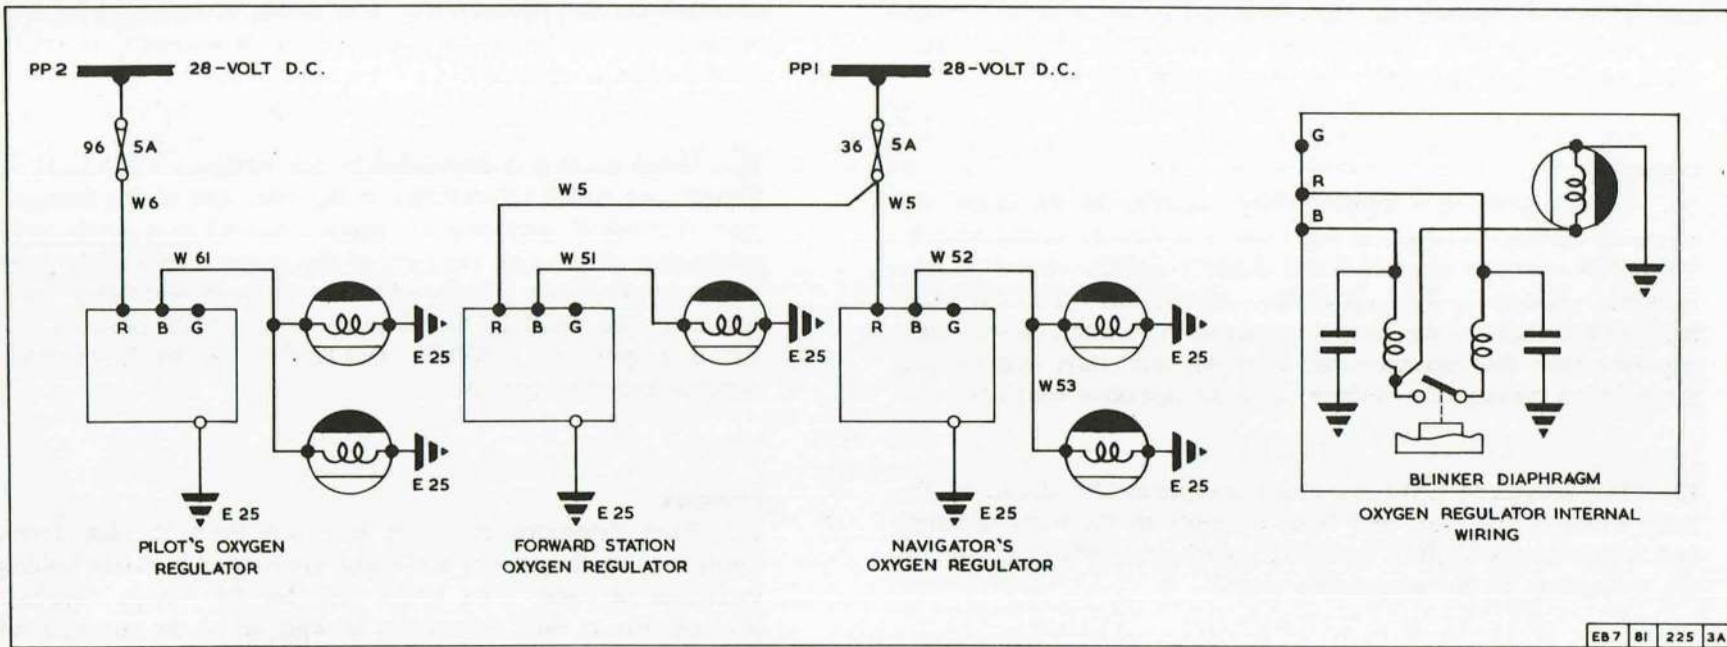 PP2 28-VOLT D.C.
96 5A
W6
W 61
R B G
E 25
E 25
E 25
PILOT'S OXYGEN
REGULATOR
W 5
W 51
R B G
E 25
E 25
FORWARD STATION
OXYGEN REGULATOR
PP1 28-VOLT D.C.
36 5A
W5
W 52
R B G
E 25
W53
E 25
E 25
NAVIGATOR'S
OXYGEN REGULATOR
G
R
B
BLINKER DIAPHRAGM
OXYGEN REGULATOR INTERNAL
WIRING
EB7 81 225 3A